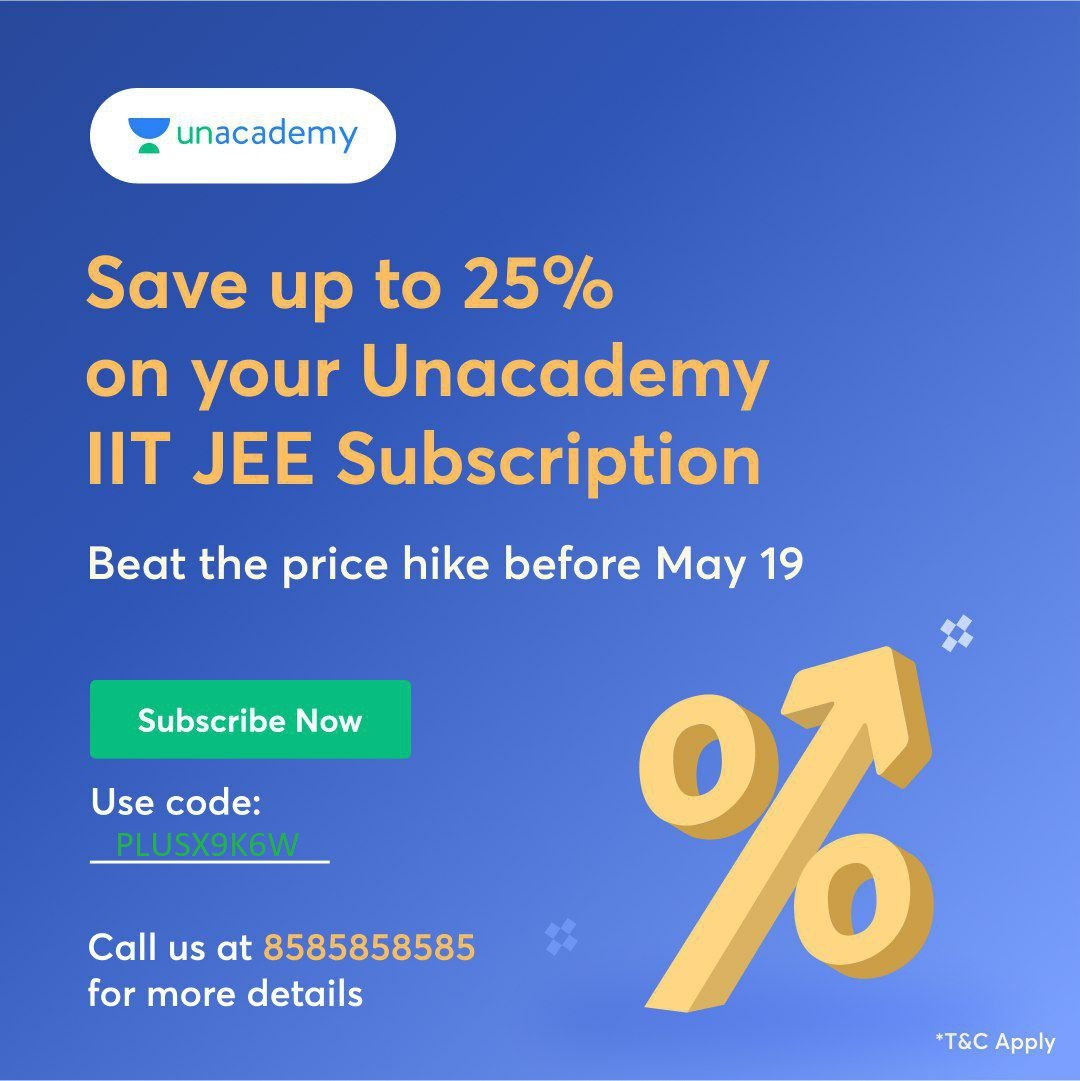 unacademy
Save up to 25%
on your Unacademy
IIT JEE Subscription
Beat the price hike before May 19
Subscribe Now
Use code:
PLUSX9K6W
Call us at 8585858585
for more details
*T&C Apply